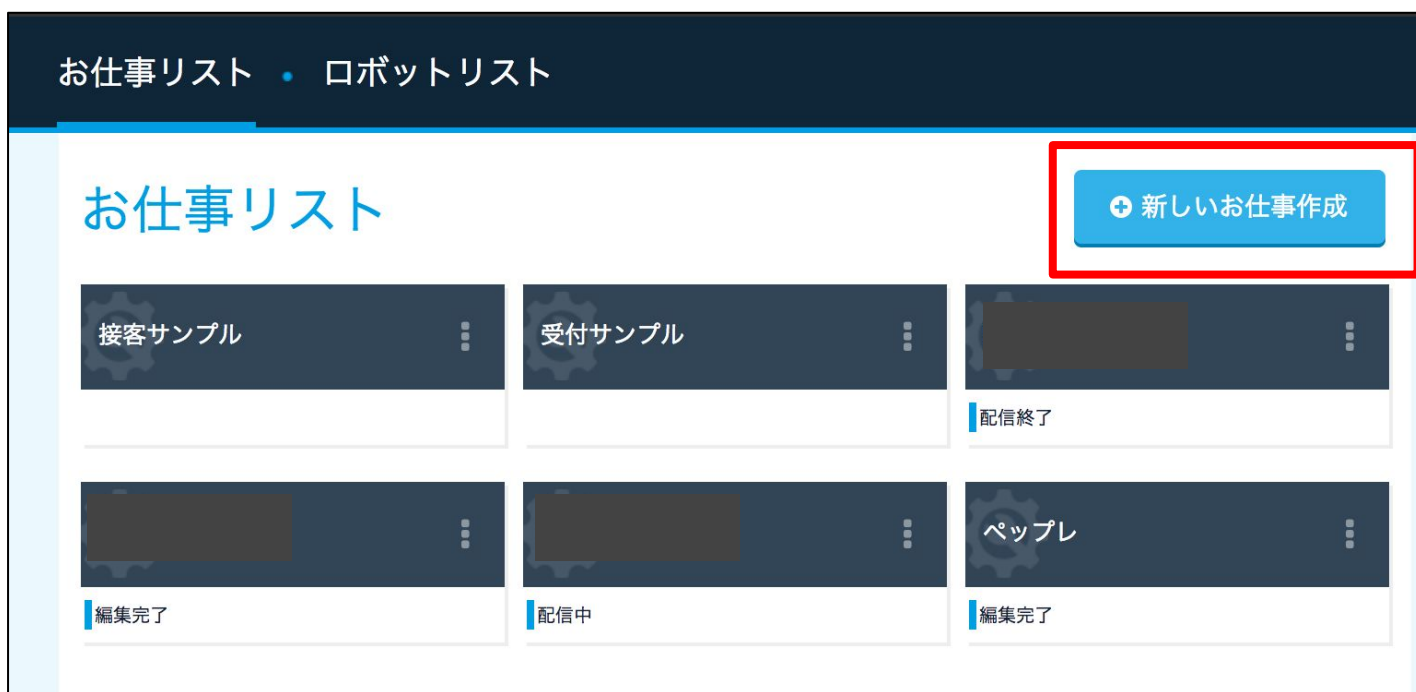 お仕事リスト • ロボットリスト
お仕事リスト
新しいお仕事作成
接客サンプル
受付サンプル
配信終了
ペップレ
編集完了
配信中
編集完了